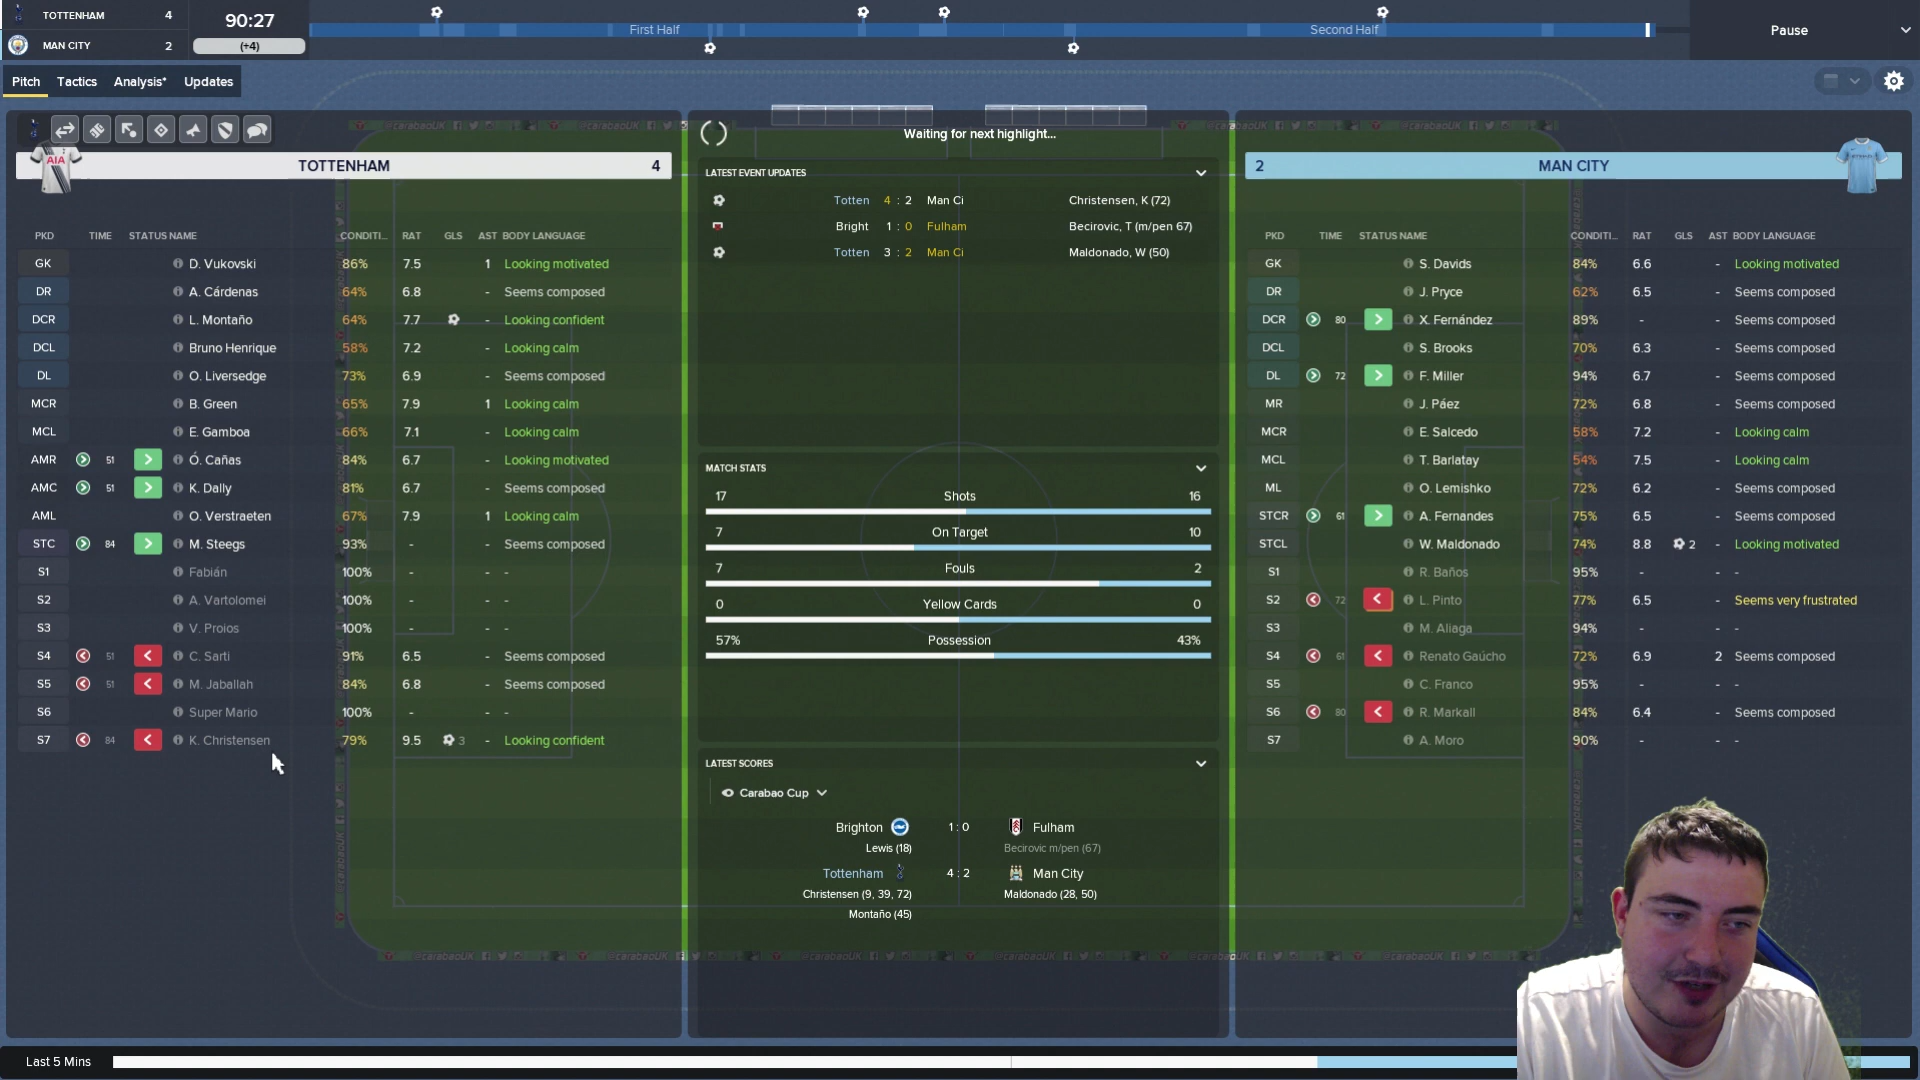 TOTTENHAM 4
MAN CITY 2
90:27
(+4)
First Half
Second Half
Pause
Pitch Tactics Analysis* Updates
TOTTENHAM 4
PKD TIME STATUS NAME CONDITI... RAT GLS AST BODY LANGUAGE
GK D. Vukovski 86% 7.5 1 Looking motivated
DR A. Cárdenas 64% 6.8 - Seems composed
DCR L. Montaño 64% 7.7 - Looking confident
DCL Bruno Henrique 58% 7.2 - Looking calm
DL O. Liversedge 73% 6.9 - Seems composed
MCR B. Green 65% 7.9 1 Looking calm
MCL E. Gamboa 66% 7.1 - Looking calm
AMR 51 Ó. Cañas 84% 6.7 - Looking motivated
AMC 51 K. Dally 81% 6.7 - Seems composed
AML O. Verstraeten 67% 7.9 1 Looking calm
STC 84 M. Steegs 93% - - Seems composed
S1 Fabián 100% - - -
S2 A. Vartolomei 100% - - -
S3 V. Proios 100% - - -
S4 51 C. Sarti 91% 6.5 - Seems composed
S5 51 M. Jaballah 84% 6.8 - Seems composed
S6 Super Mario 100% - - -
S7 84 K. Christensen 79% 9.5 3 - Looking confident
Waiting for next highlight...
LATEST EVENT UPDATES
Totten 4 : 2 Man Ci Christensen, K (72)
Bright 1 : 0 Fulham Becirovic, T (m/pen 67)
Totten 3 : 2 Man Ci Maldonado, W (50)
MATCH STATS
17 Shots 16
7 On Target 10
7 Fouls 2
0 Yellow Cards 0
57% Possession 43%
LATEST SCORES
Carabao Cup
Brighton 1 : 0 Fulham
Lewis (18) Becirovic m/pen (67)
Tottenham 4 : 2 Man City
Christensen (9, 39, 72) Maldonado (28, 50)
Montaño (45)
2 MAN CITY
PKD TIME STATUS NAME CONDITI... RAT GLS AST BODY LANGUAGE
GK S. Davids 84% 6.6 - Looking motivated
DR J. Pryce 62% 6.5 - Seems composed
DCR 80 X. Fernández 89% - - Seems composed
DCL S. Brooks 70% 6.3 - Seems composed
DL 72 F. Miller 94% 6.7 - Seems composed
MR J. Páez 72% 6.8 - Seems composed
MCR E. Salcedo 58% 7.2 - Looking calm
MCL T. Barlatay 54% 7.5 - Looking calm
ML O. Lemishko 72% 6.2 - Seems composed
STCR 61 A. Fernandes 75% 6.5 - Seems composed
STCL W. Maldonado 74% 8.8 2 - Looking motivated
S1 R. Baños 95% - - -
S2 72 L. Pinto 77% 6.5 - Seems very frustrated
S3 M. Aliaga 94% - - -
S4 61 Renato Gaúcho 72% 6.9 2 Seems composed
S5 C. Franco 95% - - -
S6 80 R. Markall 84% 6.4 - Seems composed
S7 A. Moro 90% - - -
Last 5 Mins